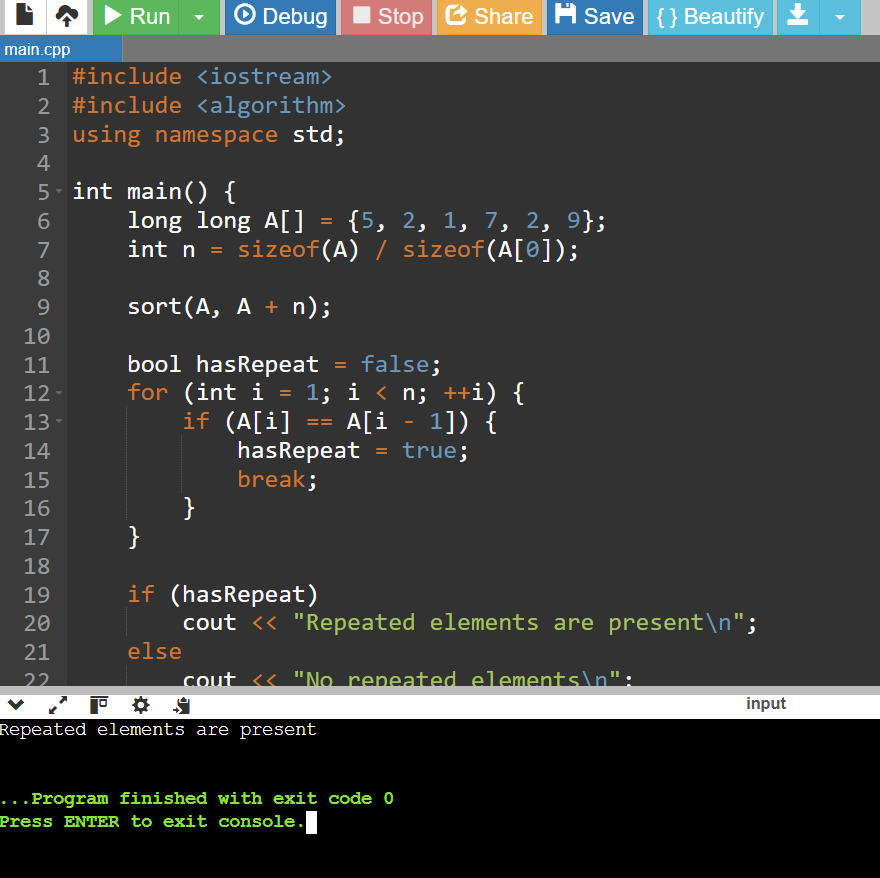 Run Debug Stop Share Save { } Beautify
main.cpp
1 #include <iostream>
2 #include <algorithm>
3 using namespace std;
4
5 int main() {
6     long long A[] = {5, 2, 1, 7, 2, 9};
7     int n = sizeof(A) / sizeof(A[0]);
8
9     sort(A, A + n);
10
11     bool hasRepeat = false;
12     for (int i = 1; i < n; ++i) {
13         if (A[i] == A[i - 1]) {
14             hasRepeat = true;
15             break;
16         }
17     }
18
19     if (hasRepeat)
20         cout << "Repeated elements are present\n";
21     else
22         cout << "No repeated elements\n";
input
Repeated elements are present
...Program finished with exit code 0
Press ENTER to exit console.